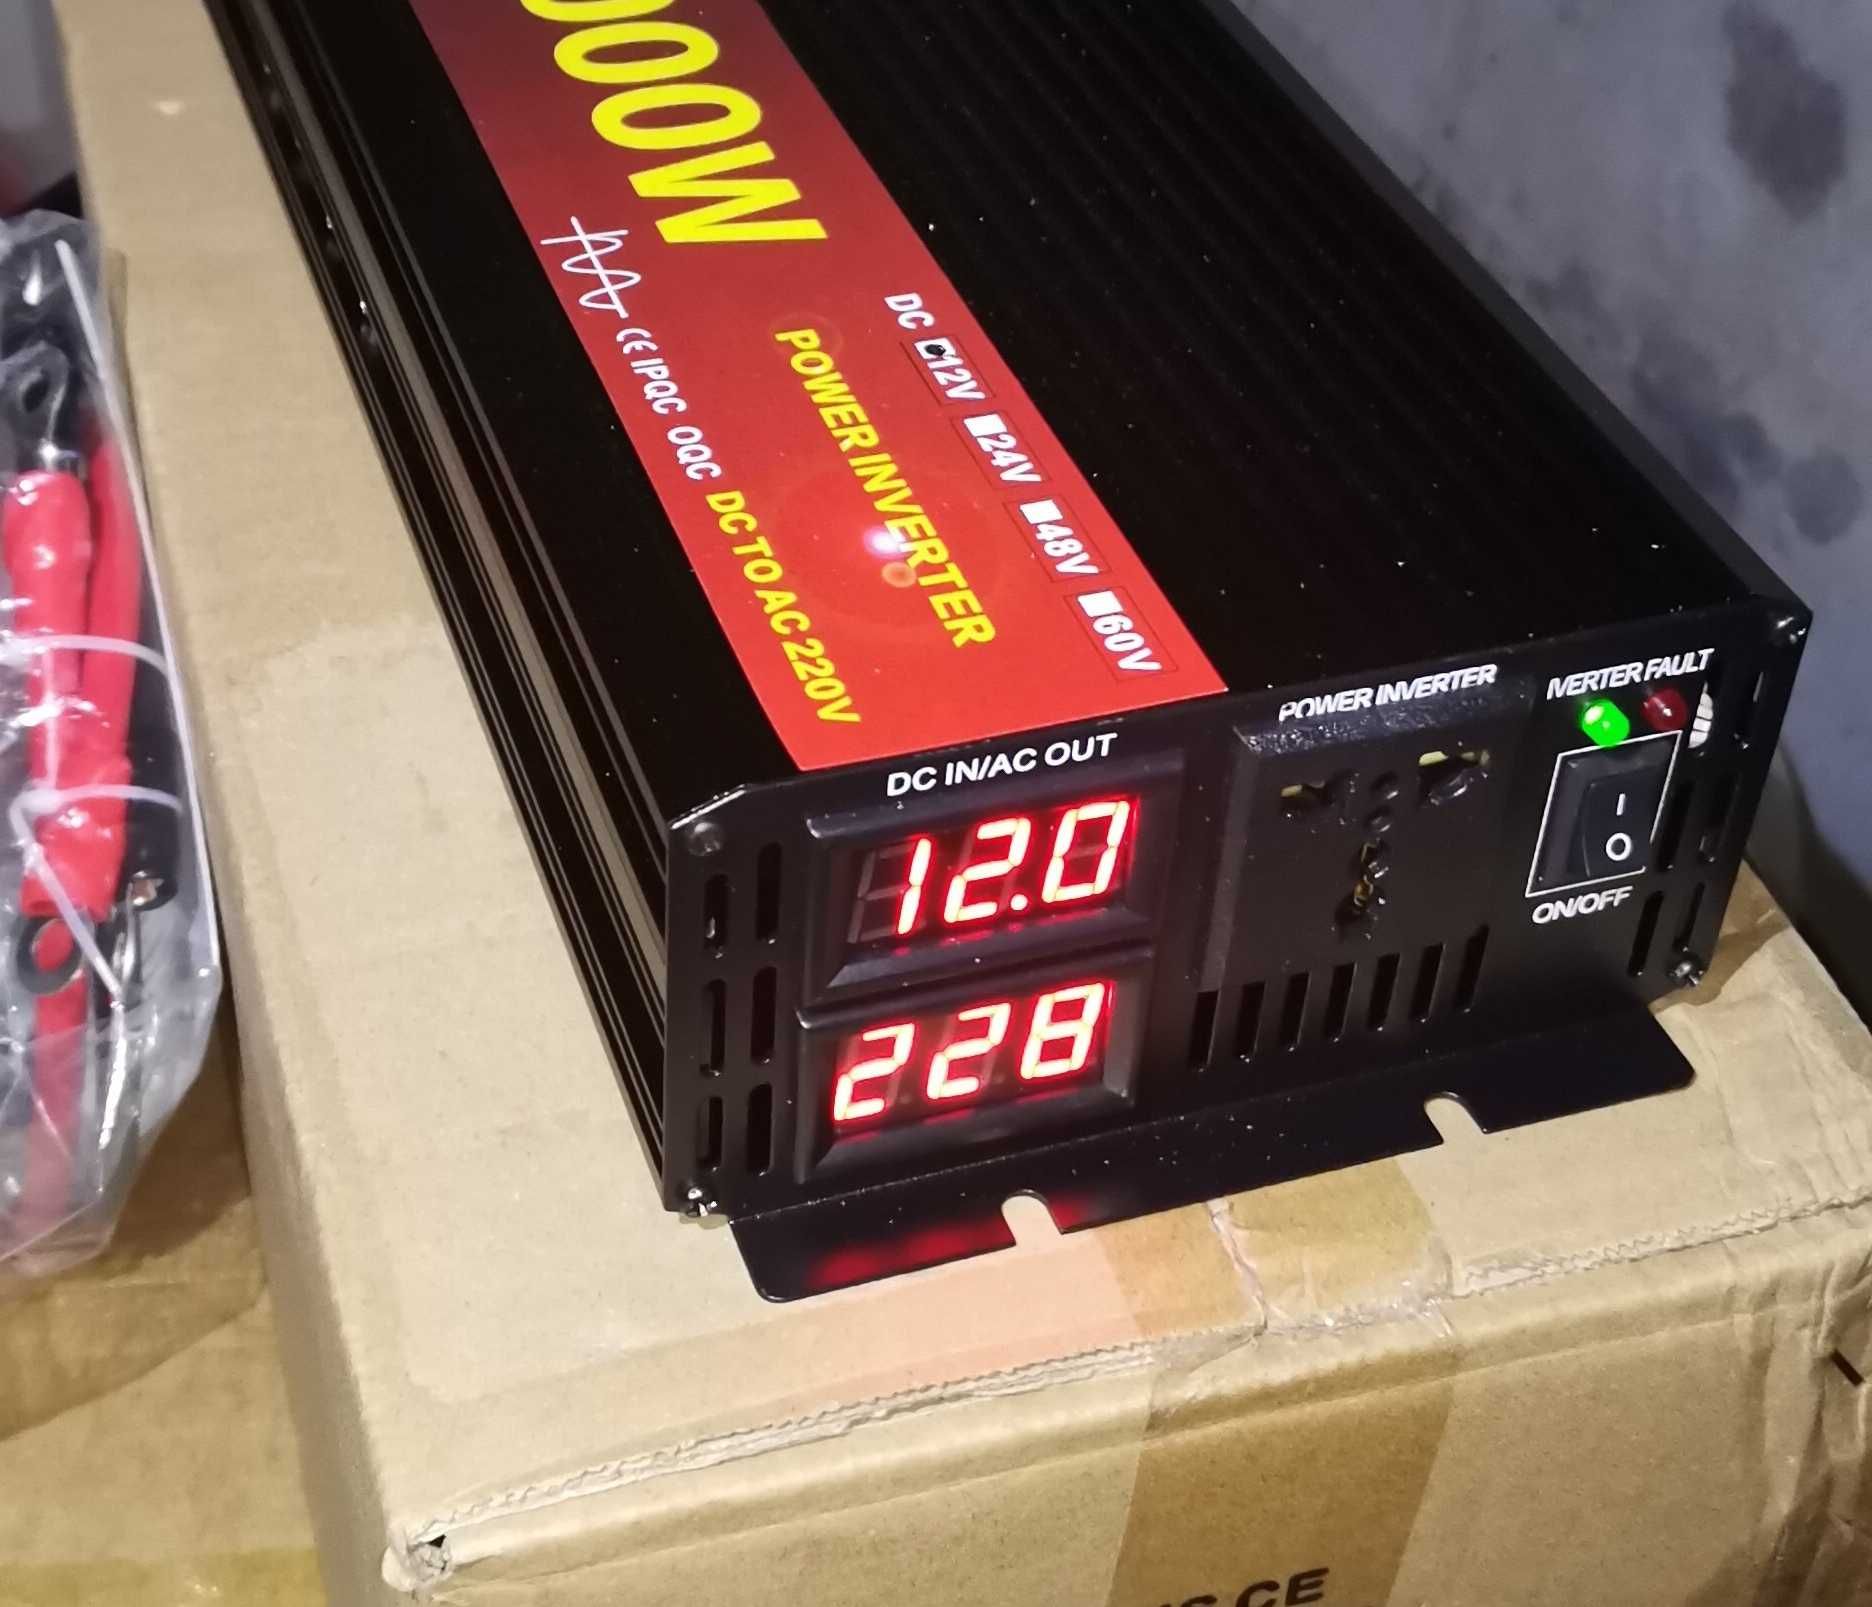 000W
POWER INVERTER
DC 12V 24V 48V 60V
CE IPQC OQC DC TO AC 220V
DC IN/AC OUT
12.0
228
POWER INVERTER
IVERTER FAULT
I
O
ON/OFF
CE